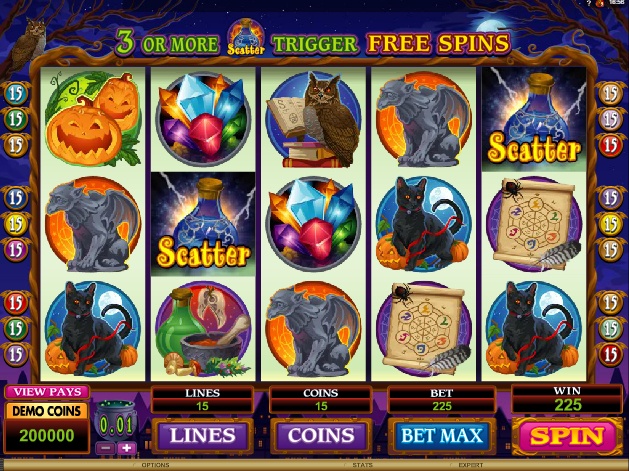 16:56
3 OR MORE Scatter TRIGGER FREE SPINS
15 15
15 Scatter 15
15 15
15 15
15 Scatter 15
15 15
15 15
15 15
15 15
VIEW PAYS LINES COINS BET WIN
DEMO COINS 15 15 225 225
200000 0.01 LINES COINS BET MAX SPIN
OPTIONS STATS EXPERT